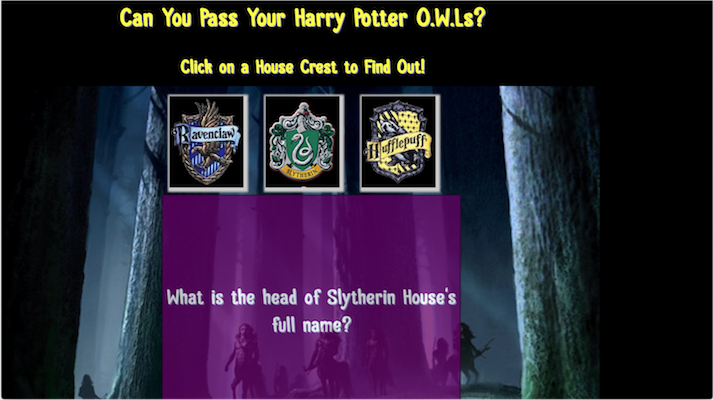 Can You Pass Your Harry Potter O.W.Ls?
Click on a House Crest to Find Out!
Ravenclaw
SLYTHERIN
Hufflepuff
What is the head of Slytherin House's
full name?